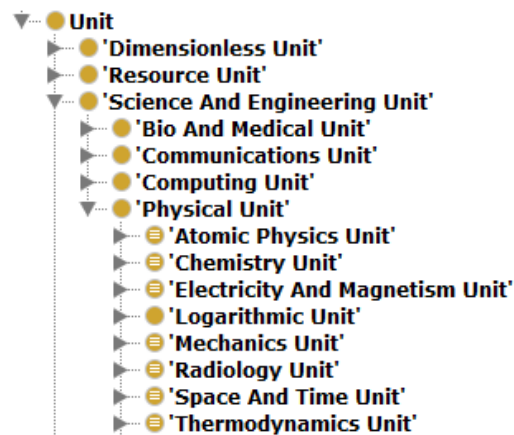 Unit
'Dimensionless Unit'
'Resource Unit'
'Science And Engineering Unit'
'Bio And Medical Unit'
'Communications Unit'
'Computing Unit'
'Physical Unit'
'Atomic Physics Unit'
'Chemistry Unit'
'Electricity And Magnetism Unit'
'Logarithmic Unit'
'Mechanics Unit'
'Radiology Unit'
'Space And Time Unit'
'Thermodynamics Unit'